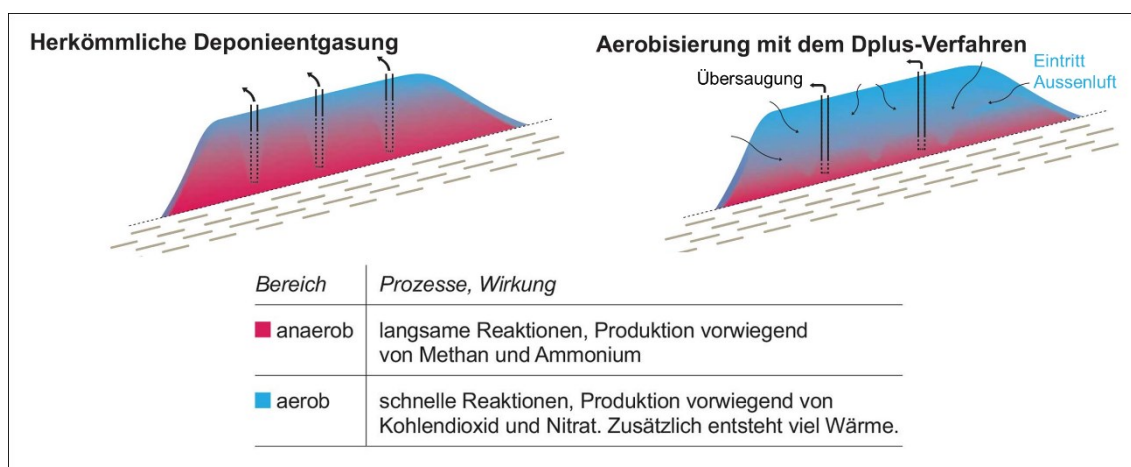 Herkömmliche Deponieentgasung
Aerobisierung mit dem Dplus-Verfahren
Übersaugung
Eintritt
Aussenluft
Bereich
Prozesse, Wirkung
anaerob
langsame Reaktionen, Produktion vorwiegend
von Methan und Ammonium
aerob
schnelle Reaktionen, Produktion vorwiegend von
Kohlendioxid und Nitrat. Zusätzlich entsteht viel Wärme.